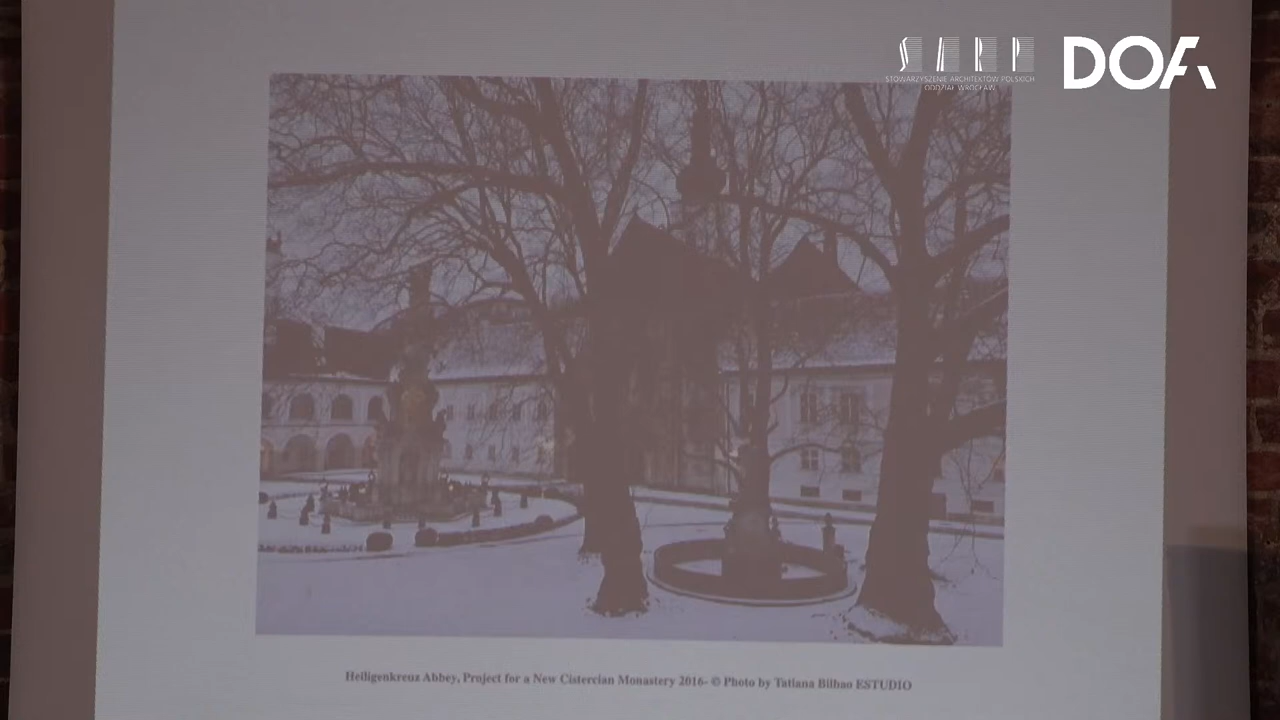 SARP
STOWARZYSZENIE ARCHITEKTÓW POLSKICH
ODDZIAŁ WROCŁAW
DOFA
Heiligenkreuz Abbey, Project for a New Cistercian Monastery 2016- © Photo by Tatiana Bilbao ESTUDIO